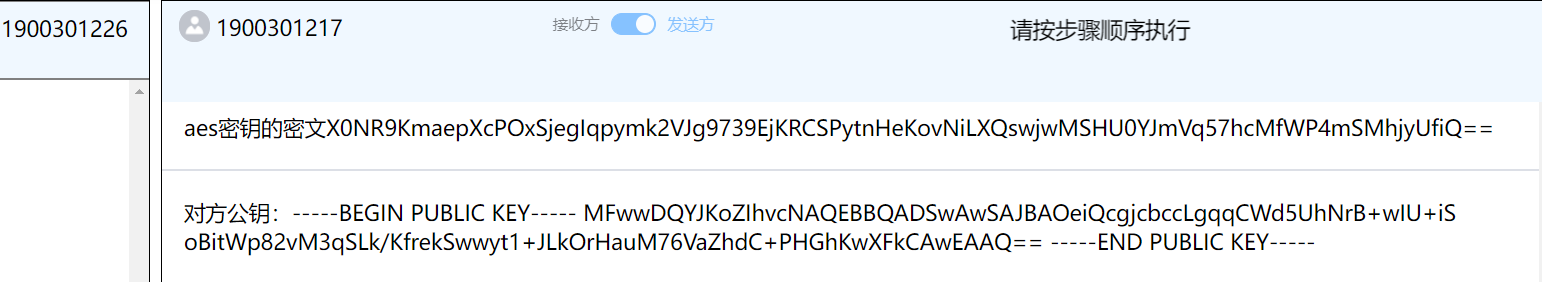 1900301226
1900301217
接收方 发送方
请按步骤顺序执行
aes密钥的密文X0NR9KmaepXcPOxSjegIqpymk2VJg9739EjKRCSPytnHeKovNiLXQswjwMSHU0YJmVq57hcMfWP4mSMhjyUfiQ==
对方公钥：-----BEGIN PUBLIC KEY----- MFwwDQYJKoZIhvcNAQEBBQADSwAwSAJBAOeiQcgjcbccLgqqCWd5UhNrB+wIU+iS
oBitWp82vM3qSLk/KfrekSwwyt1+JLkOrHauM76VaZhdC+PHGhKwXFkCAwEAAQ== -----END PUBLIC KEY-----